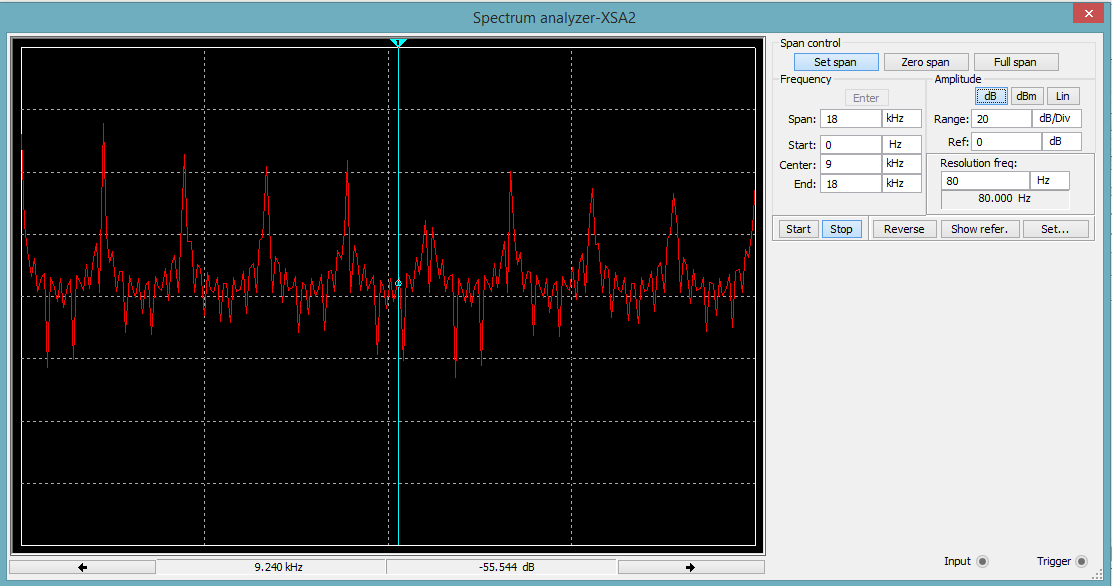 Spectrum analyzer-XSA2
1
Span control
Set span Zero span Full span
Frequency
Enter
Span: 18 kHz
Start: 0 Hz
Center: 9 kHz
End: 18 kHz
Amplitude
dB dBm Lin
Range: 20 dB/Div
Ref: 0 dB
Resolution freq:
80 Hz
80.000 Hz
Start Stop Reverse Show refer. Set...
9.240 kHz -55.544 dB
Input Trigger